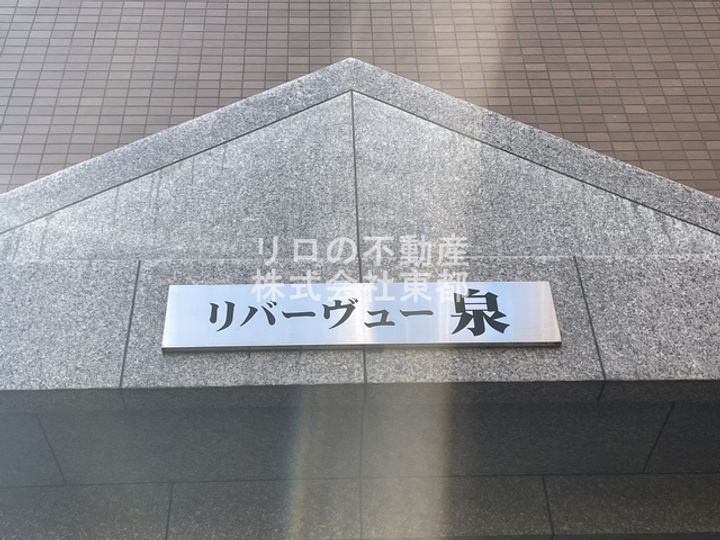 リロの不動産
株式会社東都
リバーヴュー泉